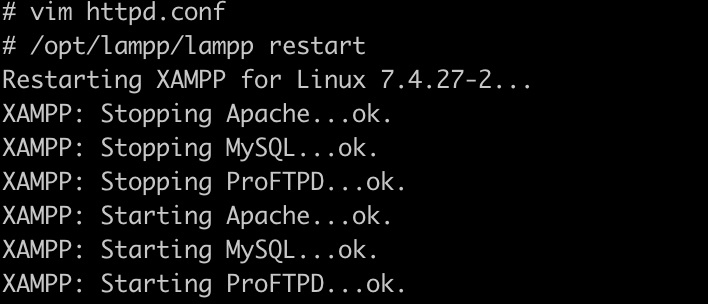 # vim httpd.conf
# /opt/lampp/lampp restart
Restarting XAMPP for Linux 7.4.27-2...
XAMPP: Stopping Apache...ok.
XAMPP: Stopping MySQL...ok.
XAMPP: Stopping ProFTPD...ok.
XAMPP: Starting Apache...ok.
XAMPP: Starting MySQL...ok.
XAMPP: Starting ProFTPD...ok.